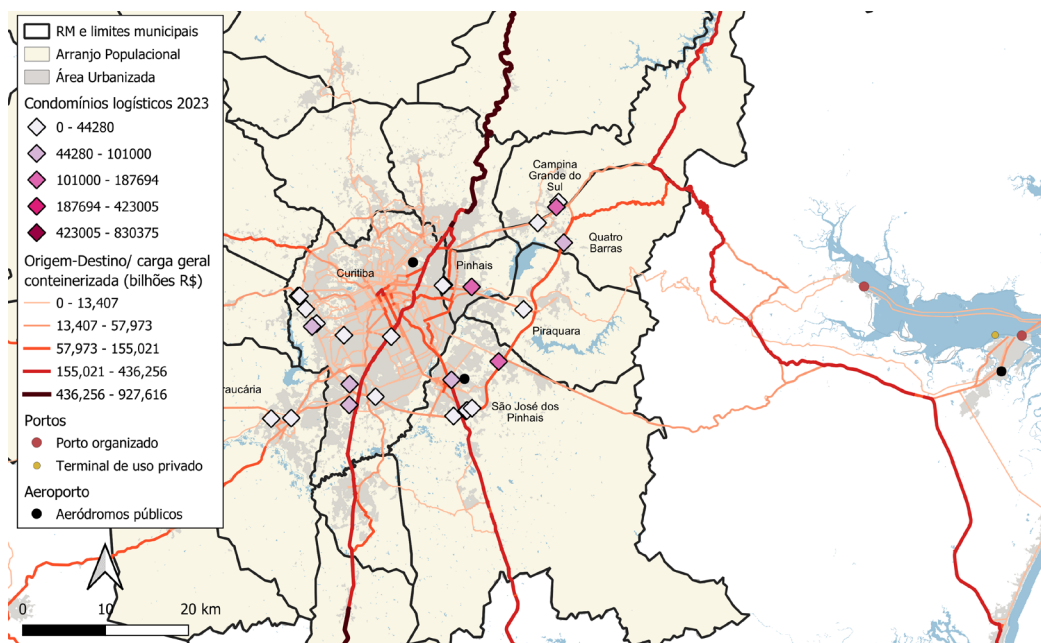 RM e limites municipais
Arranjo Populacional
Área Urbanizada
Condomínios logísticos 2023
0 - 44280
44280 - 101000
101000 - 187694
187694 - 423005
423005 - 830375
Origem-Destino/ carga geral
conteinerizada (bilhões R$)
0 - 13,407
13,407 - 57,973
57,973 - 155,021
155,021 - 436,256
436,256 - 927,616
Portos
Porto organizado
Terminal de uso privado
Aeroporto
Aeródromos públicos
0 10 20 km
Campina
Grande do
Sul
Quatro
Barras
Curitiba
Pinhais
Piraquara
raucária
São José dos
Pinhais